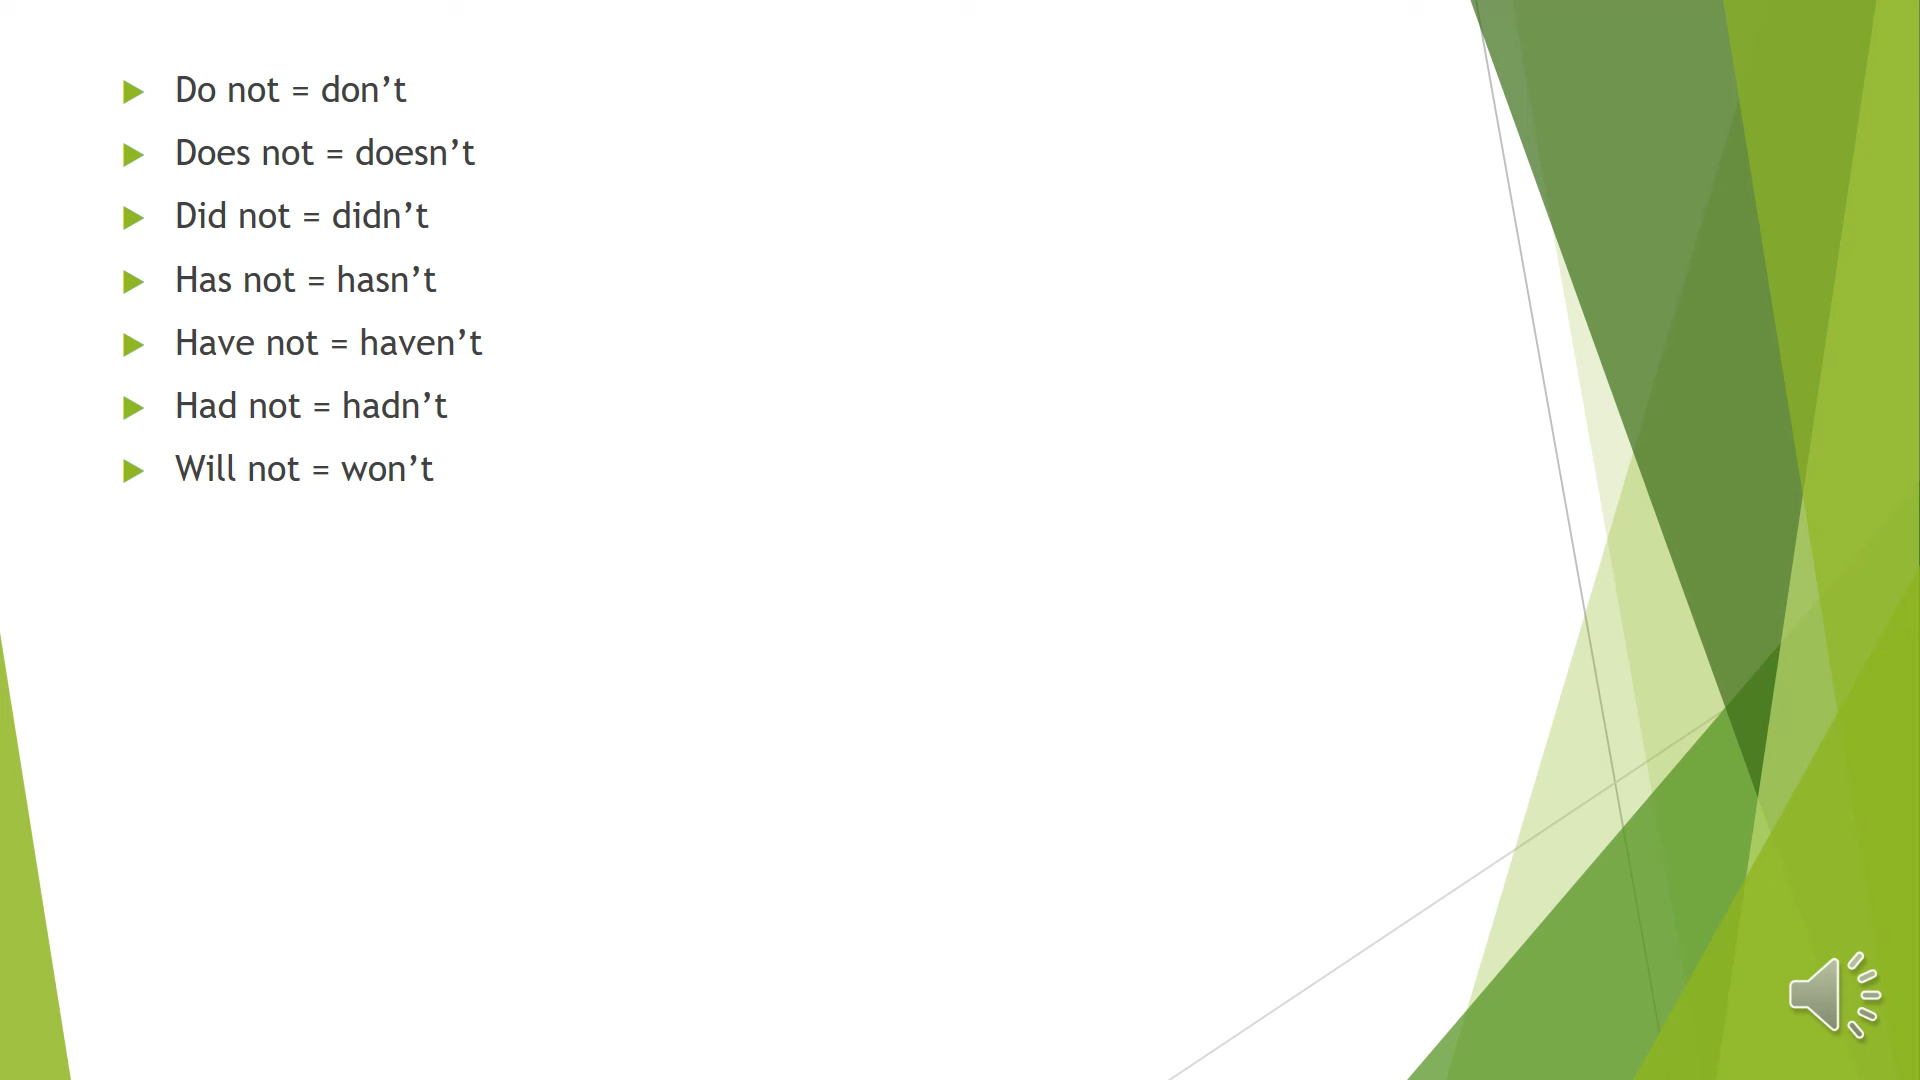 Do not = don’t
Does not = doesn’t
Did not = didn’t
Has not = hasn’t
Have not = haven’t
Had not = hadn’t
Will not = won’t